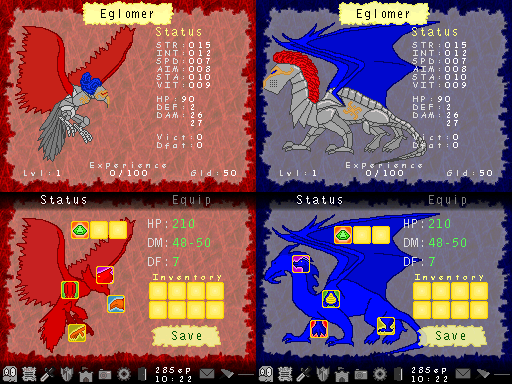 Eglomer
Status
STR:015
INT:012
SPD:007
AIM:008
STA:010
VIT:009
HP:90
DEF:2
DAM:26
27
Vict:0
Dfat:0
Experience
Lvl:1 0/100 Gld:50
Eglomer
Status
STR:015
INT:012
SPD:007
AIM:008
STA:010
VIT:009
HP:90
DEF:2
DAM:26
27
Vict:0
Dfat:0
Experience
Lvl:1 0/100 Gld:50
Status Equip
HP:210
DM:48-50
DF:7
Inventory
Save
28Sep
10:22
Status Equip
HP:210
DM:48-50
DF:7
Inventory
Save
28Sep
10:22